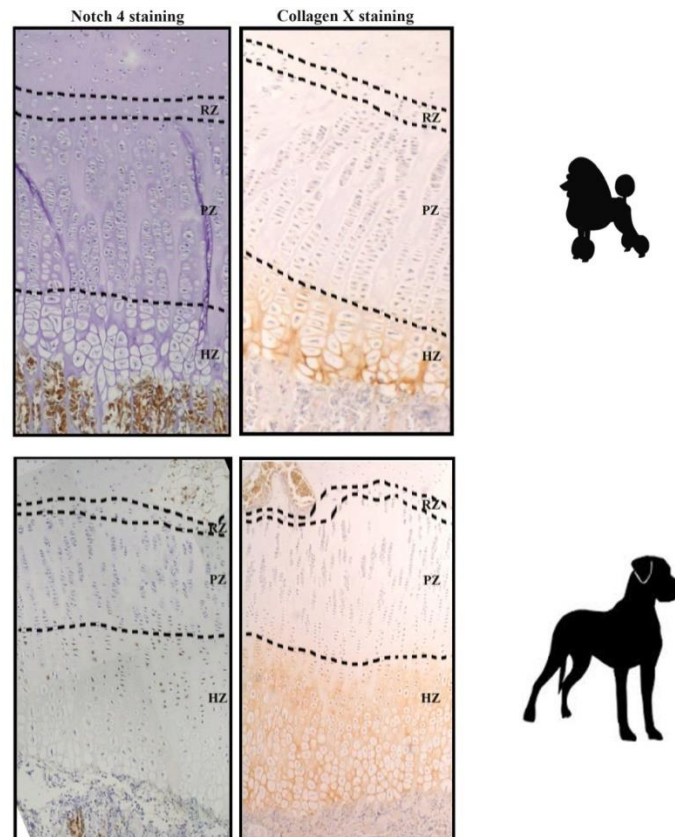 Notch 4 staining
Collagen X staining
RZ
RZ
PZ
PZ
HZ
HZ
RZ
RZ
PZ
PZ
HZ
HZ